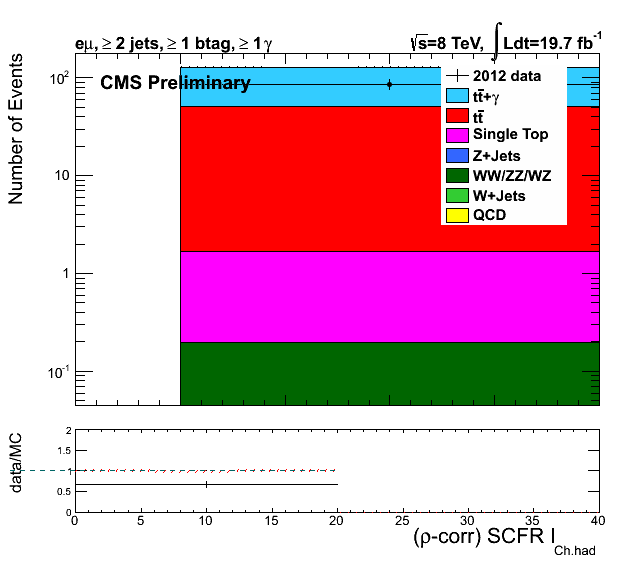 eμ, ≥ 2 jets, ≥ 1 btag, ≥ 1 γ
√s=8 TeV, ∫Ldt=19.7 fb⁻¹
CMS Preliminary
2012 data
tt̄+γ
tt̄
Single Top
Z+Jets
WW/ZZ/WZ
W+Jets
QCD
Number of Events
10²
10
1
10⁻¹
data/MC
2
1.5
1
0.5
0
0 5 10 15 20 25 30 35 40
(ρ-corr) SCFR I_Ch.had